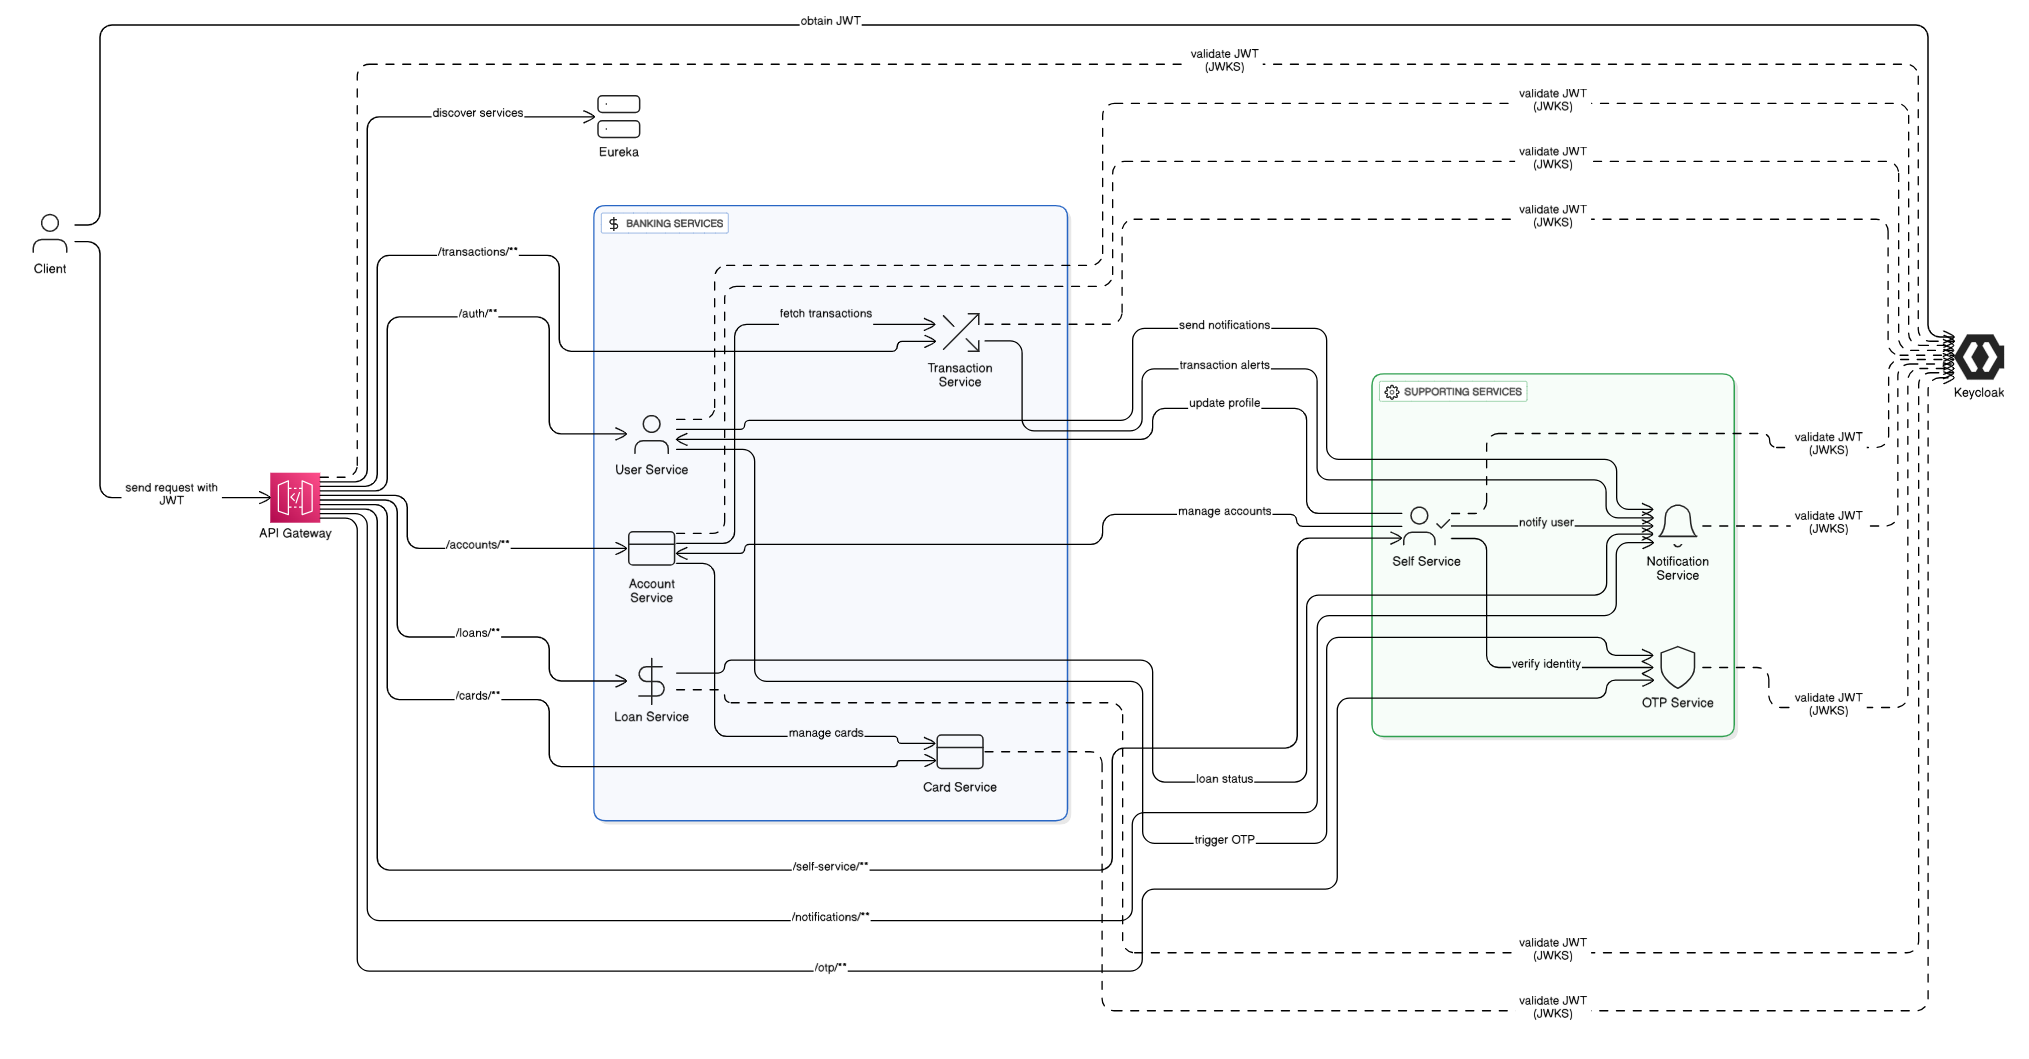 obtain JWT
validate JWT
(JWKS)
validate JWT
(JWKS)
discover services
Eureka
validate JWT
(JWKS)
validate JWT
(JWKS)
BANKING SERVICES
/transactions/**
Client
/auth/**
fetch transactions
send notifications
Transaction
Service
transaction alerts
update profile
SUPPORTING SERVICES
Keycloak
validate JWT
(JWKS)
User Service
send request with
JWT
API Gateway
manage accounts
notify user
validate JWT
(JWKS)
/accounts/**
Self Service
Notification
Service
Account
Service
/loans/**
verify identity
/cards/**
Loan Service
OTP Service
validate JWT
(JWKS)
manage cards
Card Service
loan status
trigger OTP
/self-service/**
/notifications/**
validate JWT
(JWKS)
/otp/**
validate JWT
(JWKS)